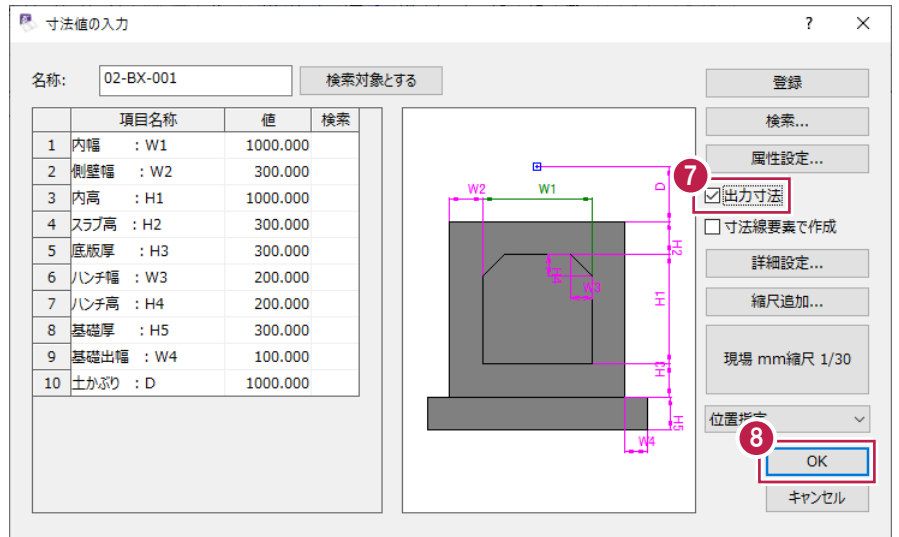 寸法値の入力 ? ×
名称: 02-BX-001 検索対象とする
項目名称 値 検索
1 内幅 : W1 1000.000
2 側壁幅 : W2 300.000
3 内高 : H1 1000.000
4 スラブ高 : H2 300.000
5 底版厚 : H3 300.000
6 ハンチ幅 : W3 200.000
7 ハンチ高 : H4 200.000
8 基礎厚 : H5 300.000
9 基礎出幅 : W4 100.000
10 土かぶり : D 1000.000
W2 W1 D
H2
H4
W3
H1
H3
H5
W4
登録
検索...
属性設定...
7
出力寸法
寸法線要素で作成
詳細設定...
縮尺追加...
現場 mm縮尺 1/30
位置指定
8
OK
キャンセル